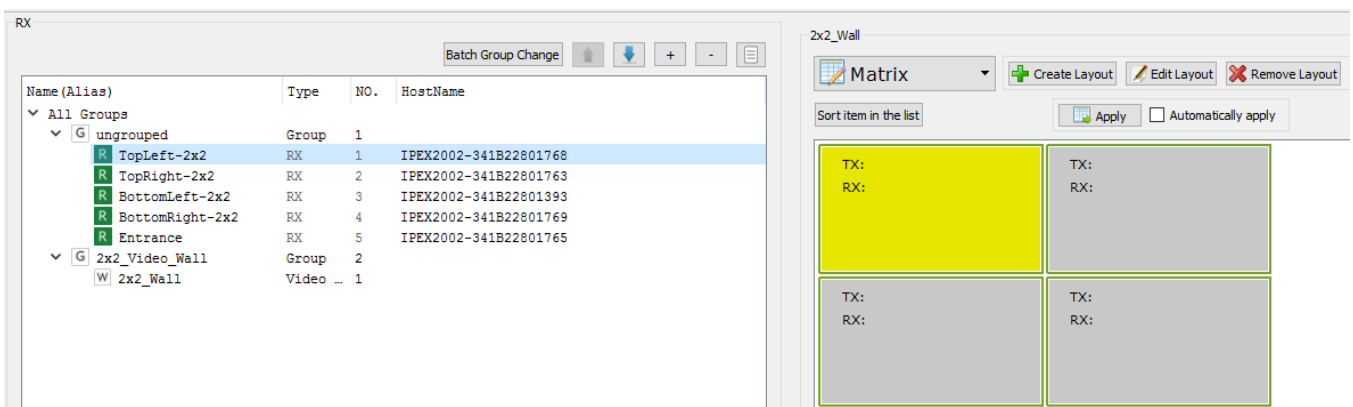 RX
Batch Group Change + -
Name(Alias) Type NO. HostName
All Groups
G ungrouped Group 1
R TopLeft-2x2 RX 1 IPEX2002-341B22801768
R TopRight-2x2 RX 2 IPEX2002-341B22801763
R BottomLeft-2x2 RX 3 IPEX2002-341B22801393
R BottomRight-2x2 RX 4 IPEX2002-341B22801769
R Entrance RX 5 IPEX2002-341B22801765
G 2x2_Video_Wall Group 2
W 2x2_Wall Video … 1
2x2_Wall
Matrix Create Layout Edit Layout Remove Layout
Sort item in the list Apply Automatically apply
TX: TX:
RX: RX:
TX: TX:
RX: RX: